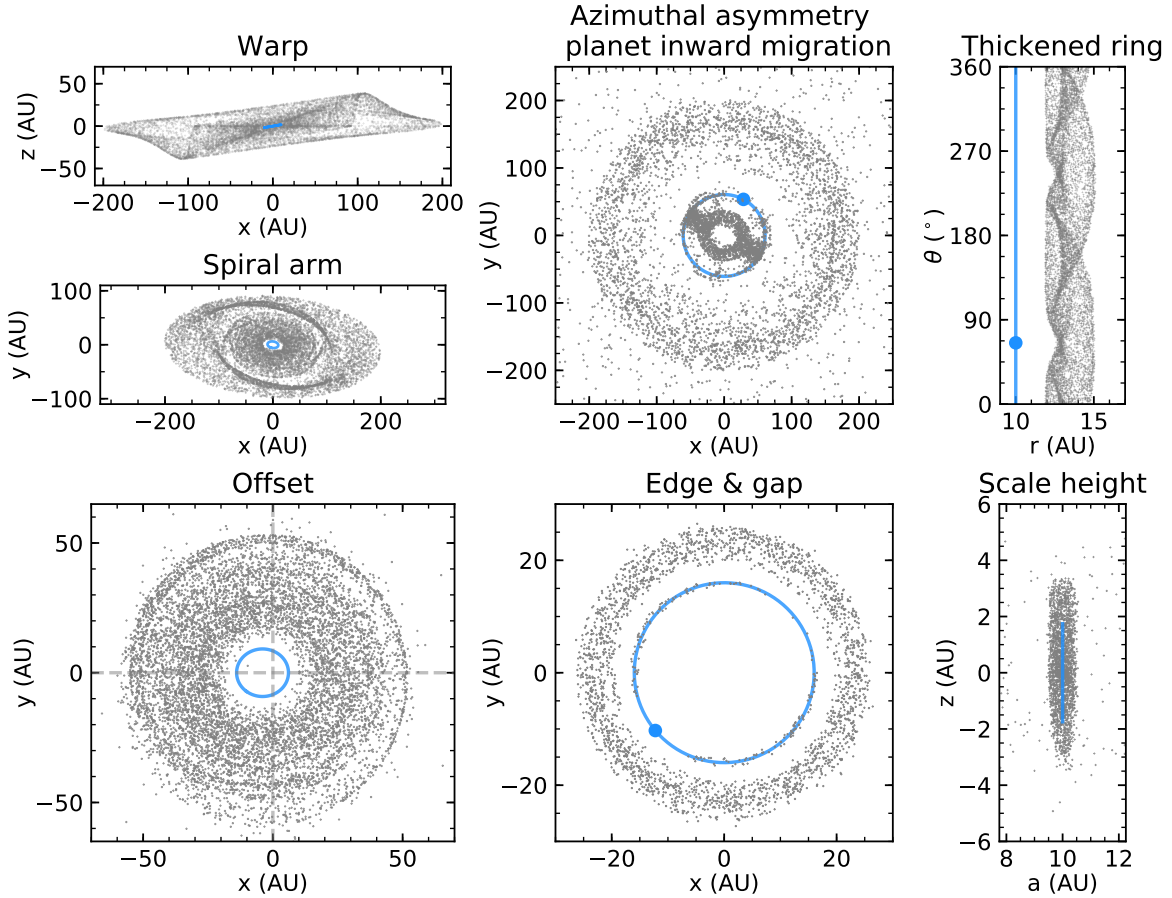 Warp
50
0
−50
z (AU)
−200 −100 0 100 200
x (AU)
Spiral arm
100
0
−100
y (AU)
−200 0 200
x (AU)
Azimuthal asymmetry
planet inward migration
200
100
0
−100
−200
y (AU)
−200 −100 0 100 200
x (AU)
Thickened ring
360
270
180
90
0
θ (°)
10 15
r (AU)
Offset
50
0
−50
y (AU)
−50 0 50
x (AU)
Edge & gap
20
0
−20
y (AU)
−20 0 20
x (AU)
Scale height
6
4
2
0
−2
−4
−6
z (AU)
8 10 12
a (AU)